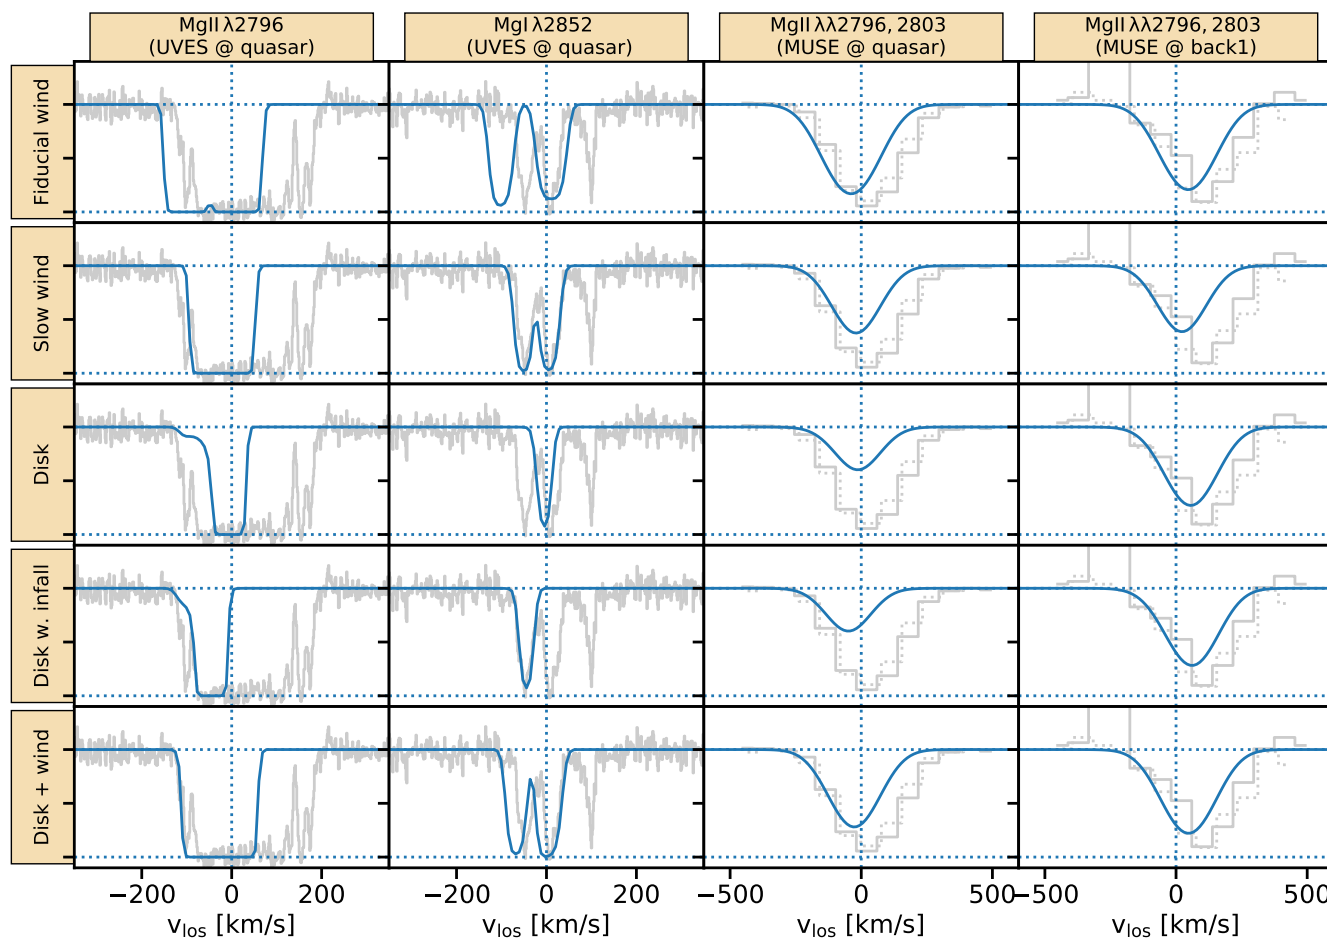 MgII λ2796
(UVES @ quasar)
MgI λ2852
(UVES @ quasar)
MgII λλ2796, 2803
(MUSE @ quasar)
MgII λλ2796, 2803
(MUSE @ back1)
Fiducial wind
Slow wind
Disk
Disk w. infall
Disk + wind
−200 0 200
−200 0 200
−500 0 500
−500 0 500
v_los [km/s]
v_los [km/s]
v_los [km/s]
v_los [km/s]